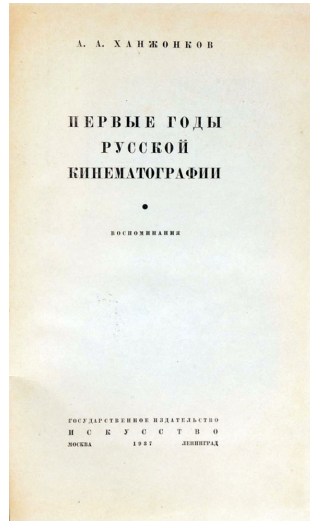 А. А. ХАНЖОНКОВ
ПЕРВЫЕ ГОДЫ
РУССКОЙ
КИНЕМАТОГРАФИИ
ВОСПОМИНАНИЯ
ГОСУДАРСТВЕННОЕ ИЗДАТЕЛЬСТВО
ИСКУССТВО
МОСКВА 1937 ЛЕНИНГРАД